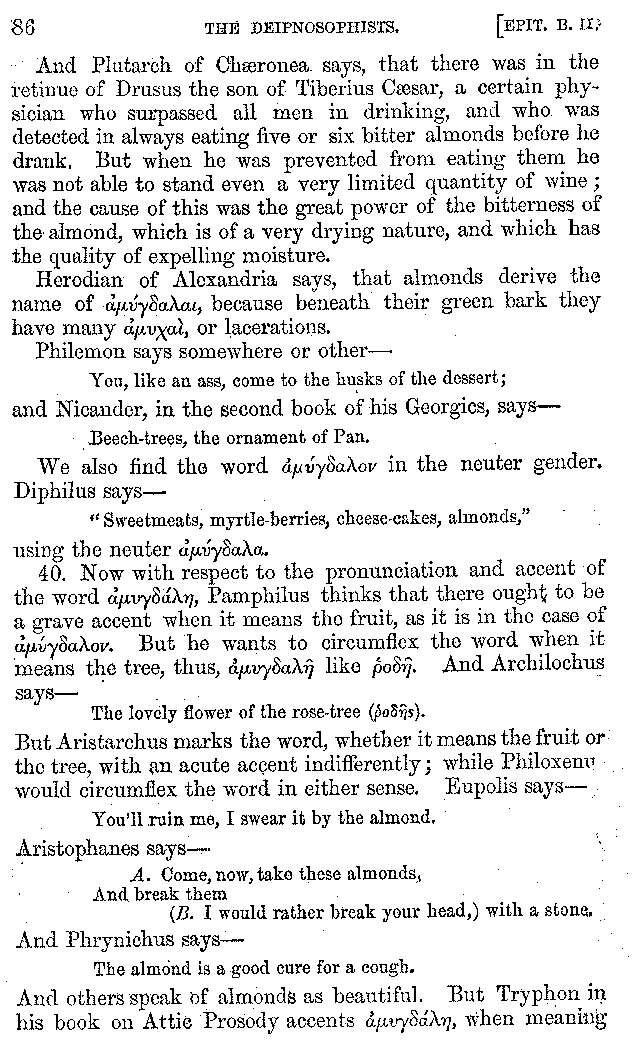 86 THE DEIPNOSOPHISTS. [EPIT. B. II.
And Plutarch of Chæronea says, that there was in the
retinue of Drusus the son of Tiberius Cæsar, a certain phy-
sician who surpassed all men in drinking, and who was
detected in always eating five or six bitter almonds before he
drank. But when he was prevented from eating them he
was not able to stand even a very limited quantity of wine;
and the cause of this was the great power of the bitterness of
the almond, which is of a very drying nature, and which has
the quality of expelling moisture.
Herodian of Alexandria says, that almonds derive the
name of ἀμύγδαλαι, because beneath their green bark they
have many ἀμυχαὶ, or lacerations.
Philemon says somewhere or other—
You, like an ass, come to the husks of the dessert;
and Nicander, in the second book of his Georgics, says—
Beech-trees, the ornament of Pan.
We also find the word ἀμύγδαλον in the neuter gender.
Diphilus says—
"Sweetmeats, myrtle-berries, cheese-cakes, almonds,"
using the neuter ἀμύγδαλα.
40. Now with respect to the pronunciation and accent of
the word ἀμυγδάλη, Pamphilus thinks that there ought to be
a grave accent when it means the fruit, as it is in the case of
ἀμύγδαλον. But he wants to circumflex the word when it
means the tree, thus, ἀμυγδαλῆ like ῥοδῆ. And Archilochus
says—
The lovely flower of the rose-tree (ῥοδῆς).
But Aristarchus marks the word, whether it means the fruit or
the tree, with an acute accent indifferently; while Philoxenu
would circumflex the word in either sense. Eupolis says—
You'll ruin me, I swear it by the almond.
Aristophanes says—
A. Come, now, take these almonds,
And break them
(B. I would rather break your head,) with a stone.
And Phrynichus says—
The almond is a good cure for a cough.
And others speak of almonds as beautiful. But Tryphon in
his book on Attic Prosody accents ἀμυγδάλη, when meaning